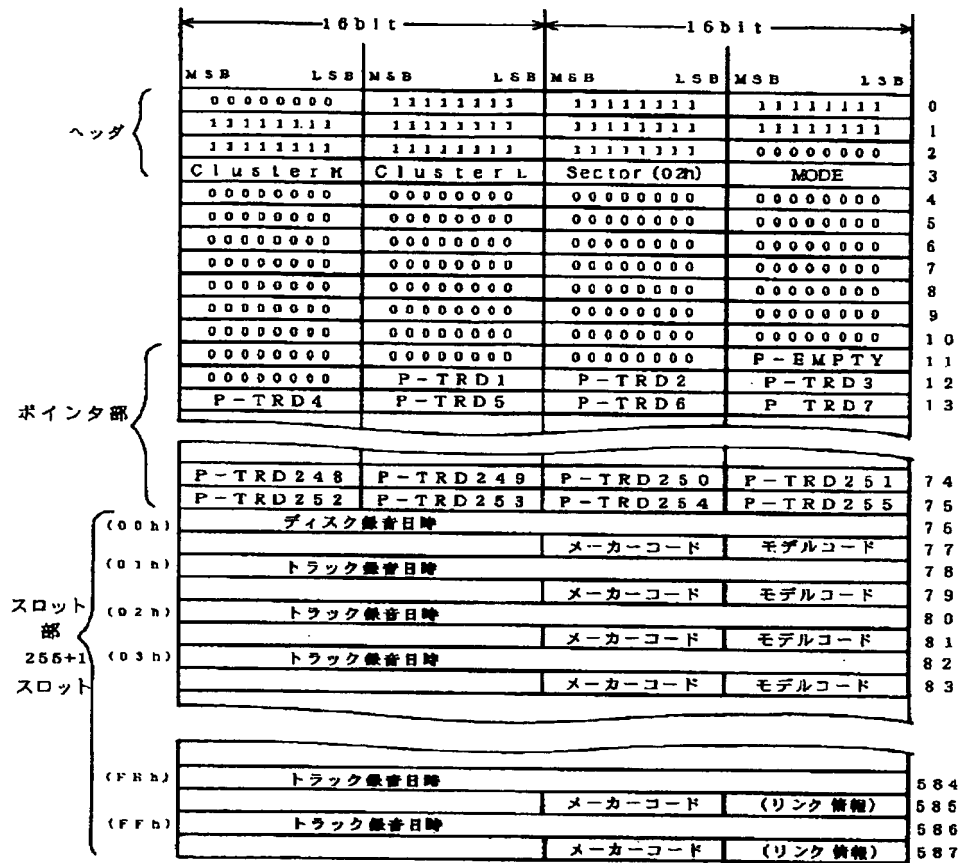 16bit 16bit
MSB LSB MSB LSB MSB LSB MSB LSB
ヘッダ
00000000 11111111 11111111 11111111 0
11111111 11111111 11111111 11111111 1
11111111 11111111 11111111 00000000 2
ClusterH ClusterL Sector(02h) MODE 3
00000000 00000000 00000000 00000000 4
00000000 00000000 00000000 00000000 5
00000000 00000000 00000000 00000000 6
00000000 00000000 00000000 00000000 7
00000000 00000000 00000000 00000000 8
00000000 00000000 00000000 00000000 9
00000000 00000000 00000000 00000000 10
ポインタ部
00000000 00000000 00000000 P-EMPTY 11
00000000 P-TRD1 P-TRD2 P-TRD3 12
P-TRD4 P-TRD5 P-TRD6 P TRD7 13
P-TRD248 P-TRD249 P-TRD250 P-TRD251 74
P-TRD252 P-TRD253 P-TRD254 P-TRD255 75
スロット
部
255+1
スロット
(00h) ディスク録音日時 76
メーカーコード モデルコード 77
(01h) トラック録音日時 78
メーカーコード モデルコード 79
(02h) トラック録音日時 80
メーカーコード モデルコード 81
(03h) トラック録音日時 82
メーカーコード モデルコード 83
(FEh) トラック録音日時 584
メーカーコード (リンク情報) 585
(FFh) トラック録音日時 586
メーカーコード (リンク情報) 587